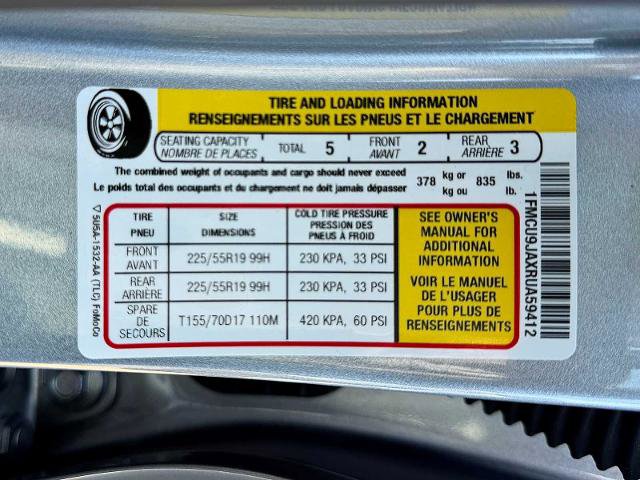 TIRE AND LOADING INFORMATION
RENSEIGNEMENTS SUR LES PNEUS ET LE CHARGEMENT
SEATING CAPACITY
NOMBRE DE PLACES
TOTAL 5
FRONT
AVANT 2
REAR
ARRIÈRE 3
The combined weight of occupants and cargo should never exceed 378 kg or 835 lbs.
Le poids total des occupants et du chargement ne doit jamais dépasser kg ou lb.
TIRE
PNEU
SIZE
DIMENSIONS
COLD TIRE PRESSURE
PRESSION DES
PNEUS À FROID
FRONT
AVANT
225/55R19 99H
230 KPA, 33 PSI
REAR
ARRIÈRE
225/55R19 99H
230 KPA, 33 PSI
SPARE
DE
SECOURS
T155/70D17 110M
420 KPA, 60 PSI
SEE OWNER'S
MANUAL FOR
ADDITIONAL
INFORMATION
VOIR LE MANUEL
DE L'USAGER
POUR PLUS DE
RENSEIGNEMENTS
5U5A-1532-AA (TLC) FoMoCo
1FMCU9JAXRUA59412